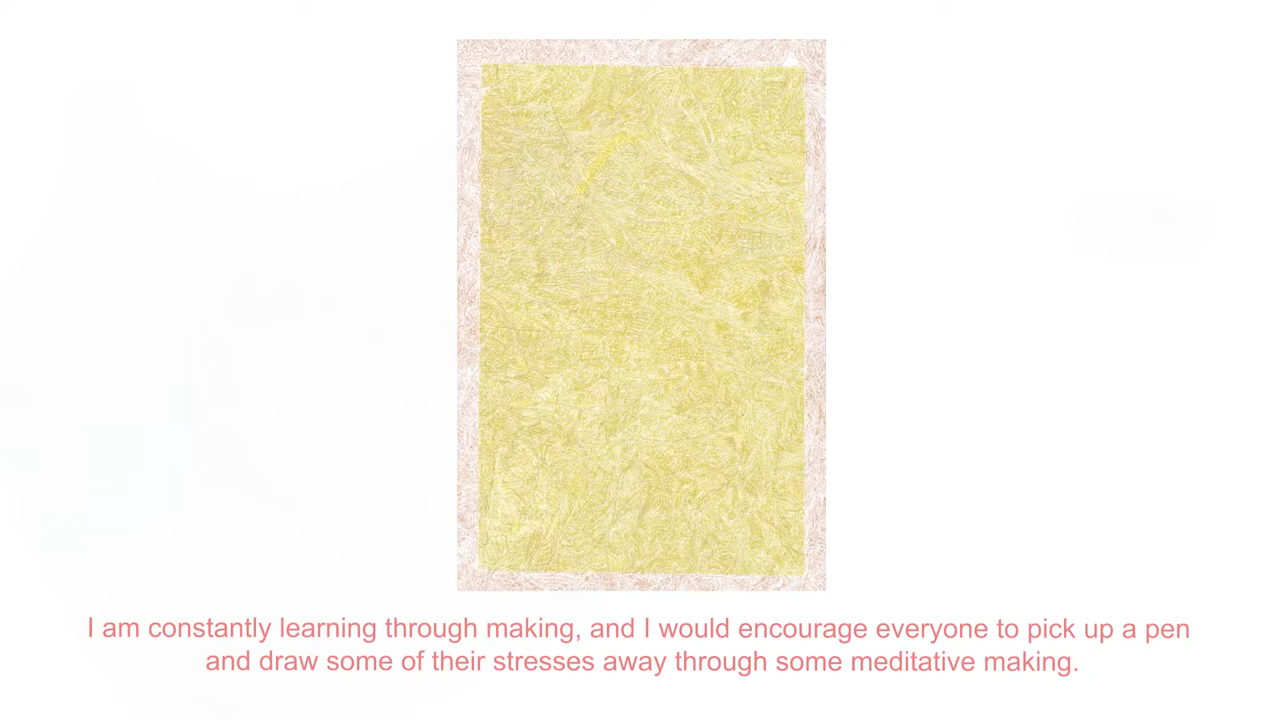 I am constantly learning through making, and I would encourage everyone to pick up a pen
and draw some of their stresses away through some meditative making.